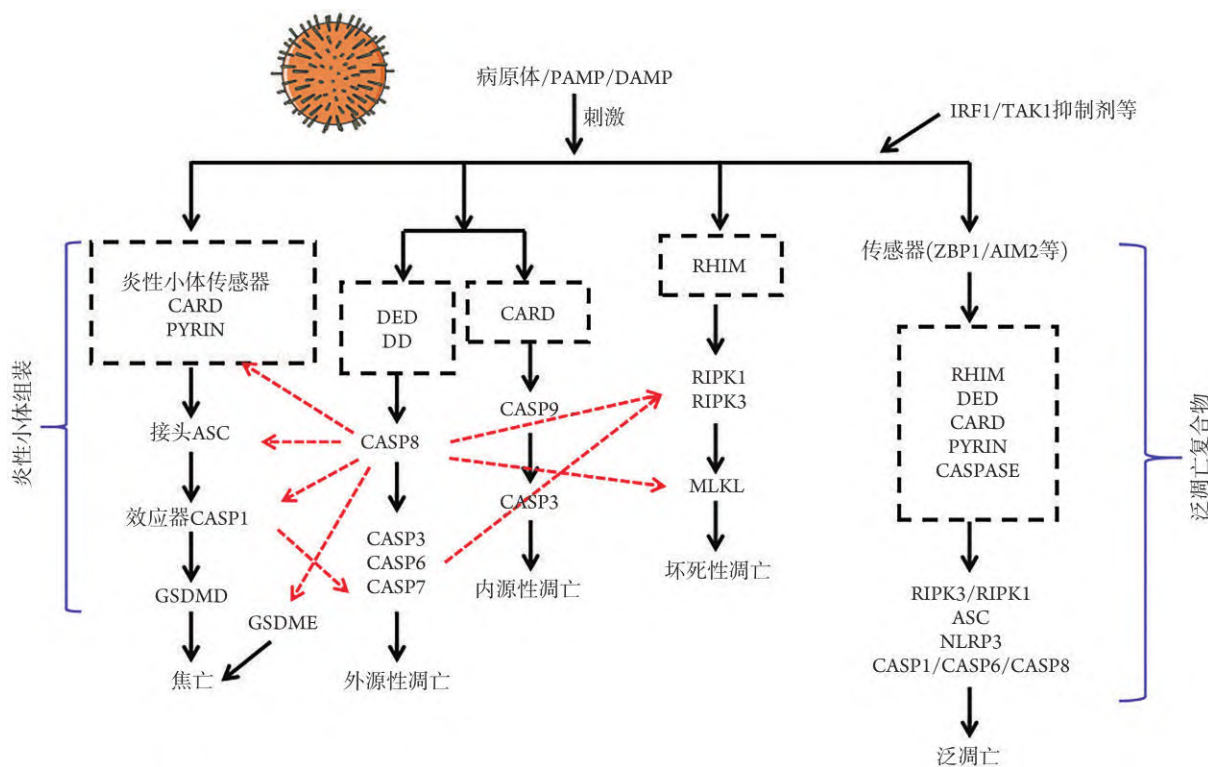 病原体/PAMP/DAMP
刺激
IRF1/TAK1抑制剂等
炎性小体组装
炎性小体传感器
CARD
PYRIN
接头ASC
效应器CASP1
GSDMD
焦亡
GSDME
DED
DD
CASP8
CASP3
CASP6
CASP7
外源性凋亡
CARD
CASP9
CASP3
内源性凋亡
RHIM
RIPK1
RIPK3
MLKL
坏死性凋亡
传感器(ZBP1/AIM2等)
RHIM
DED
CARD
PYRIN
CASPASE
RIPK3/RIPK1
ASC
NLRP3
CASP1/CASP6/CASP8
泛凋亡
泛凋亡复合物